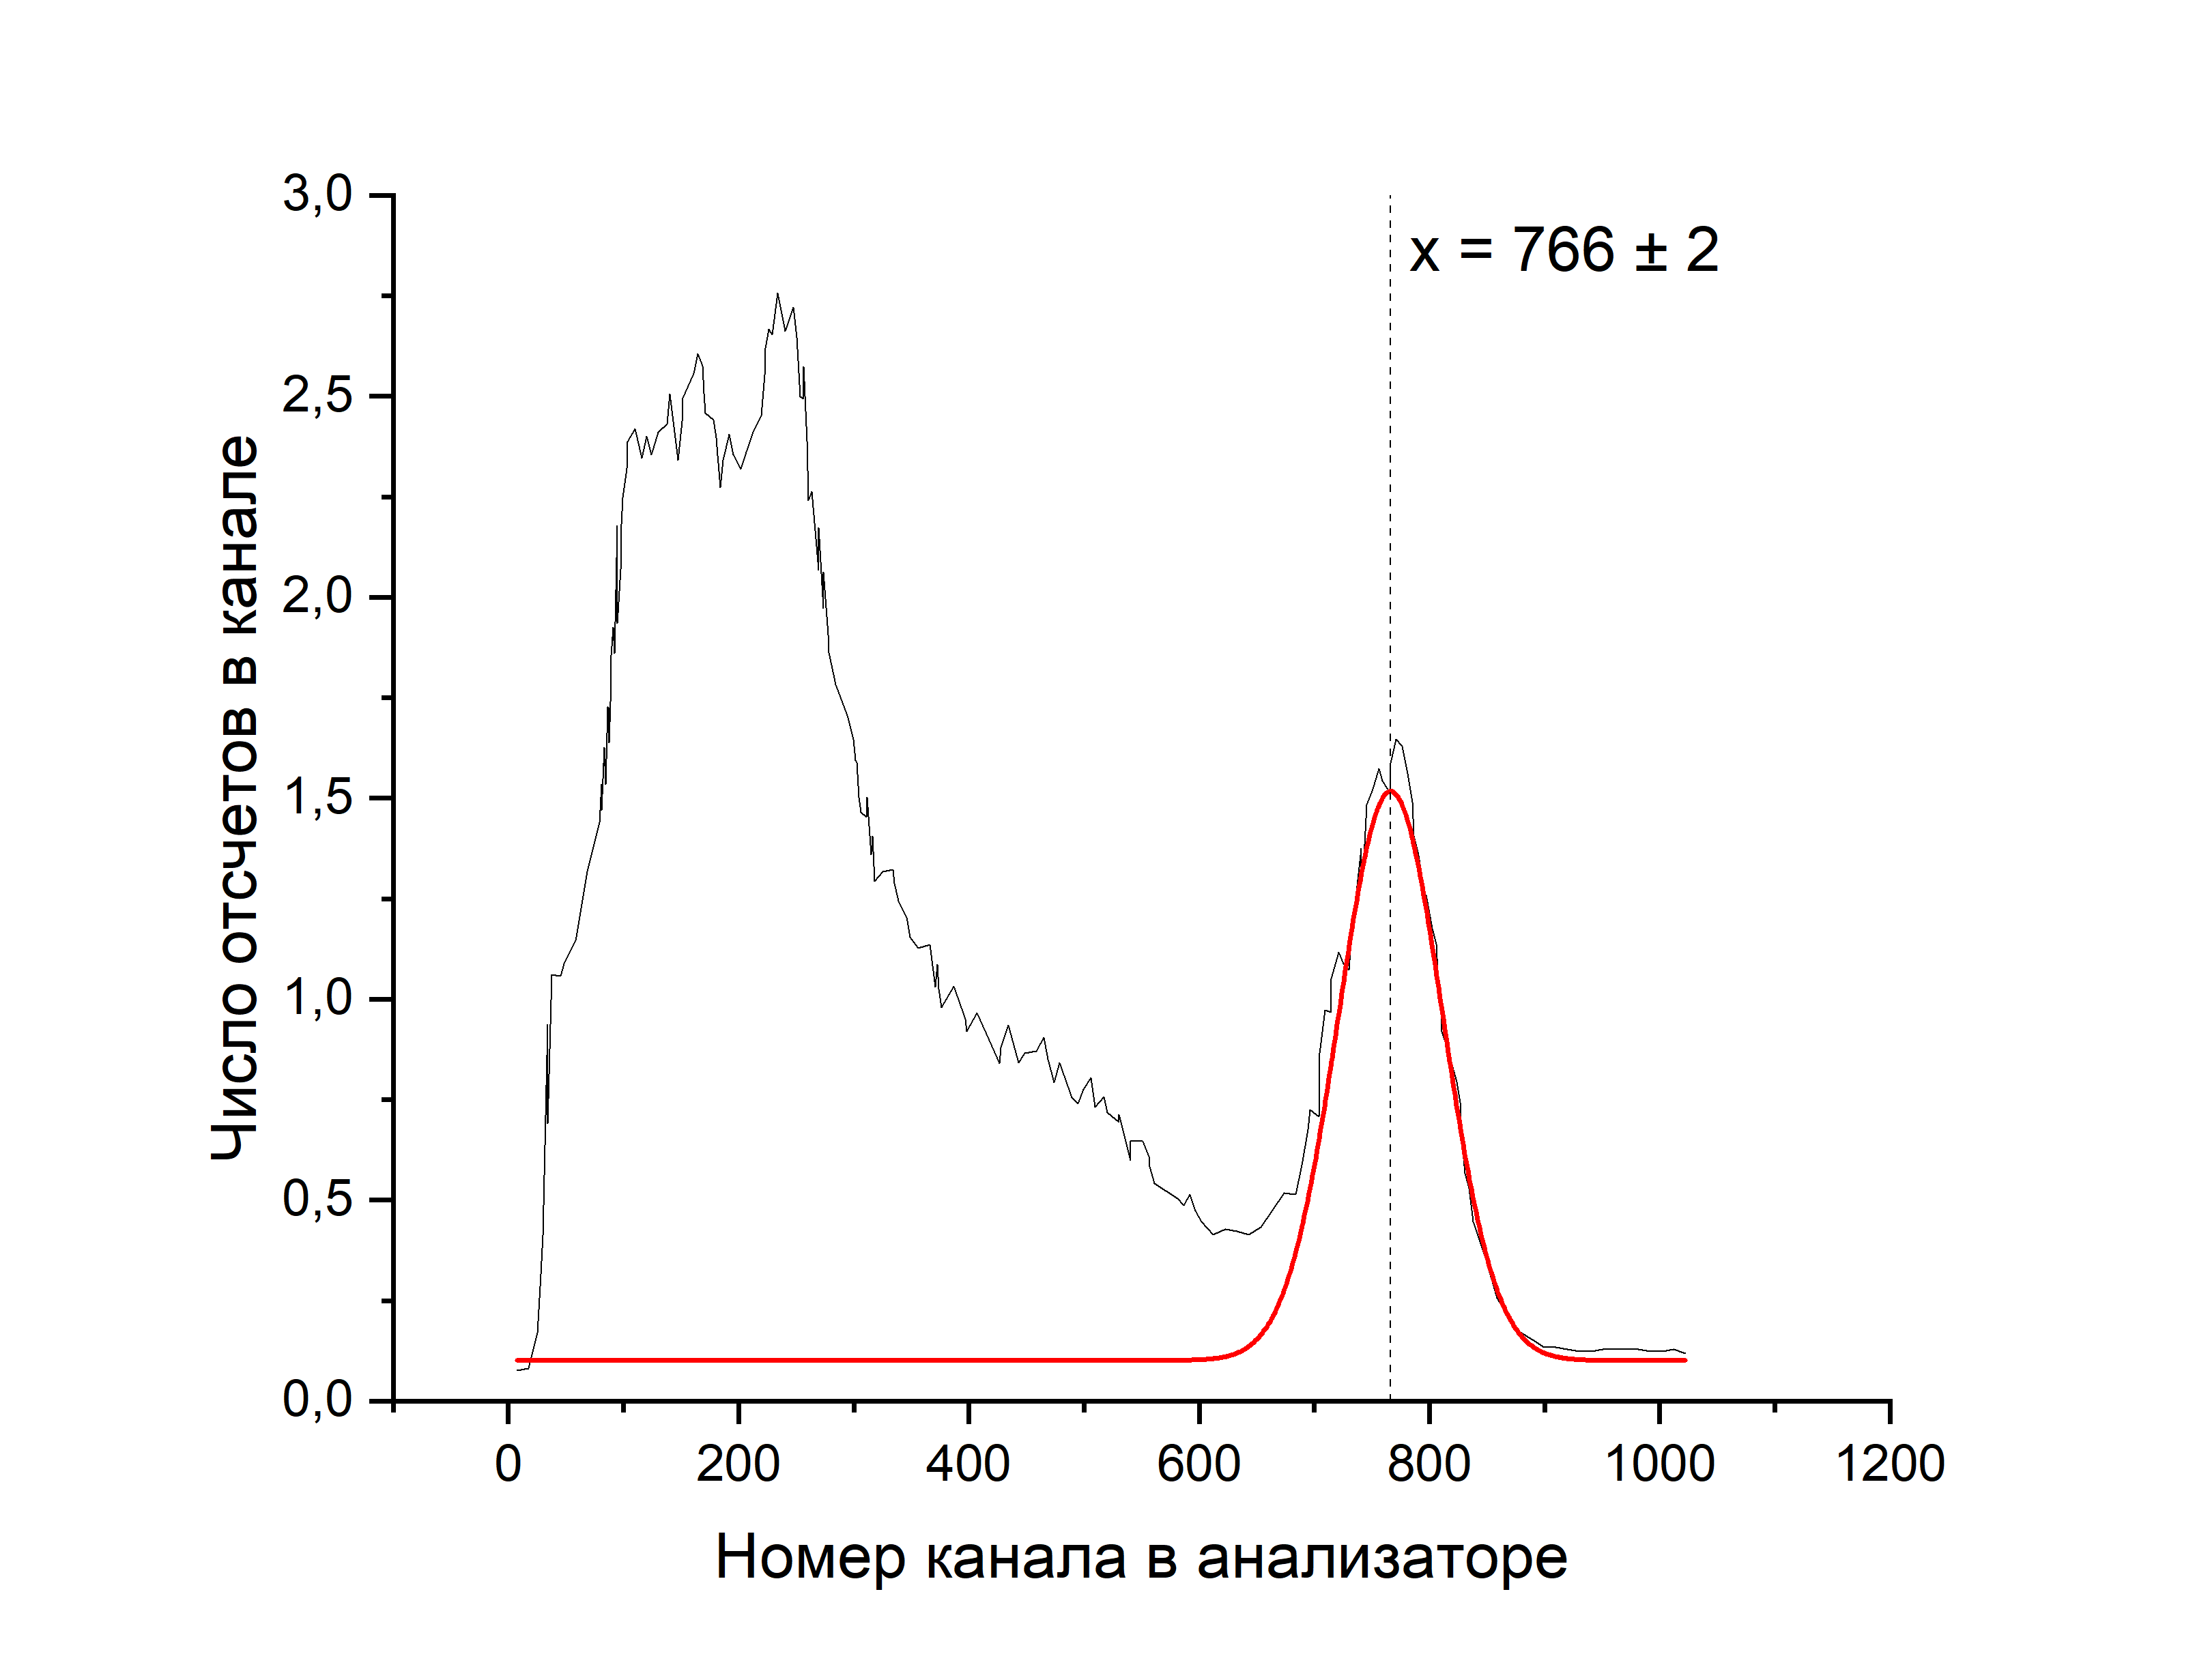 x = 766 ± 2
3,0
2,5
2,0
1,5
1,0
0,5
0,0
Число отсчетов в канале
0 200 400 600 800 1000 1200
Номер канала в анализаторе